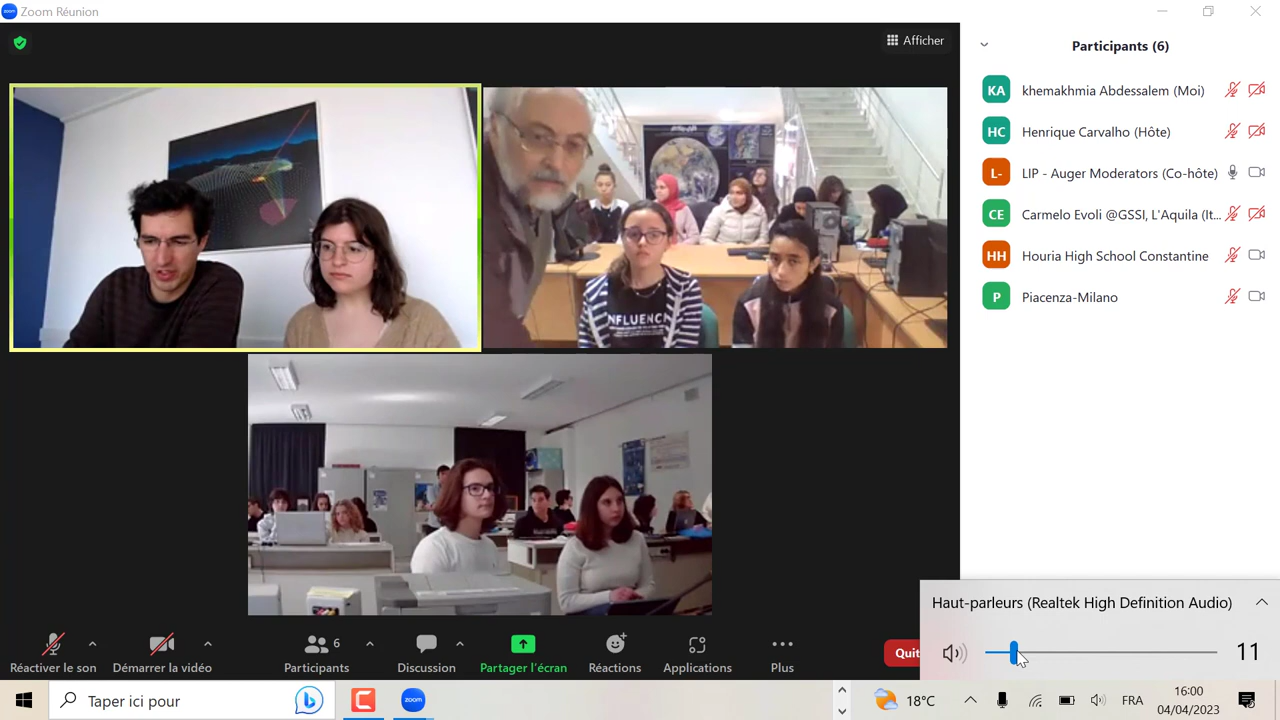 Zoom Réunion
Afficher
Participants (6)
KA khemakhmia Abdessalem (Moi)
HC Henrique Carvalho (Hôte)
L- LIP - Auger Moderators (Co-hôte)
CE Carmelo Evoli @GSSI, L'Aquila (It...
HH Houria High School Constantine
P Piacenza-Milano
NFLUENC
Haut-parleurs (Realtek High Definition Audio)
11
6
Réactiver le son
Démarrer la vidéo
Participants
Discussion
Partager l'écran
Réactions
Applications
Plus
Quit
Taper ici pour
zoom
18°C
FRA
16:00
04/04/2023